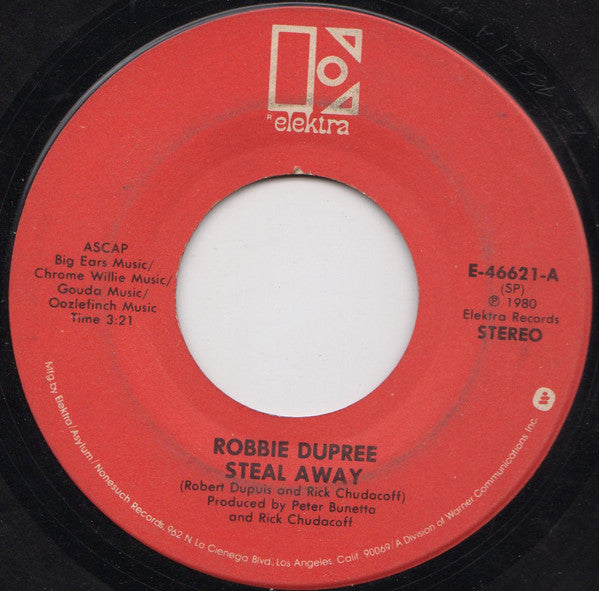 elektra
®
ASCAP
Big Ears Music/
Chrome Willie Music/
Gouda Music/
Oozlefinch Music
Time 3:21
E-46621-A
(SP)
℗ 1980
Elektra Records
STEREO
ROBBIE DUPREE
STEAL AWAY
(Robert Dupuis and Rick Chudacoff)
Produced by Peter Bunetta
and Rick Chudacoff
Mfg. by Elektra/Asylum/Nonesuch Records, 962 N. La Cienega Blvd., Los Angeles, Calif. 90069. A Division of Warner Communications Inc.